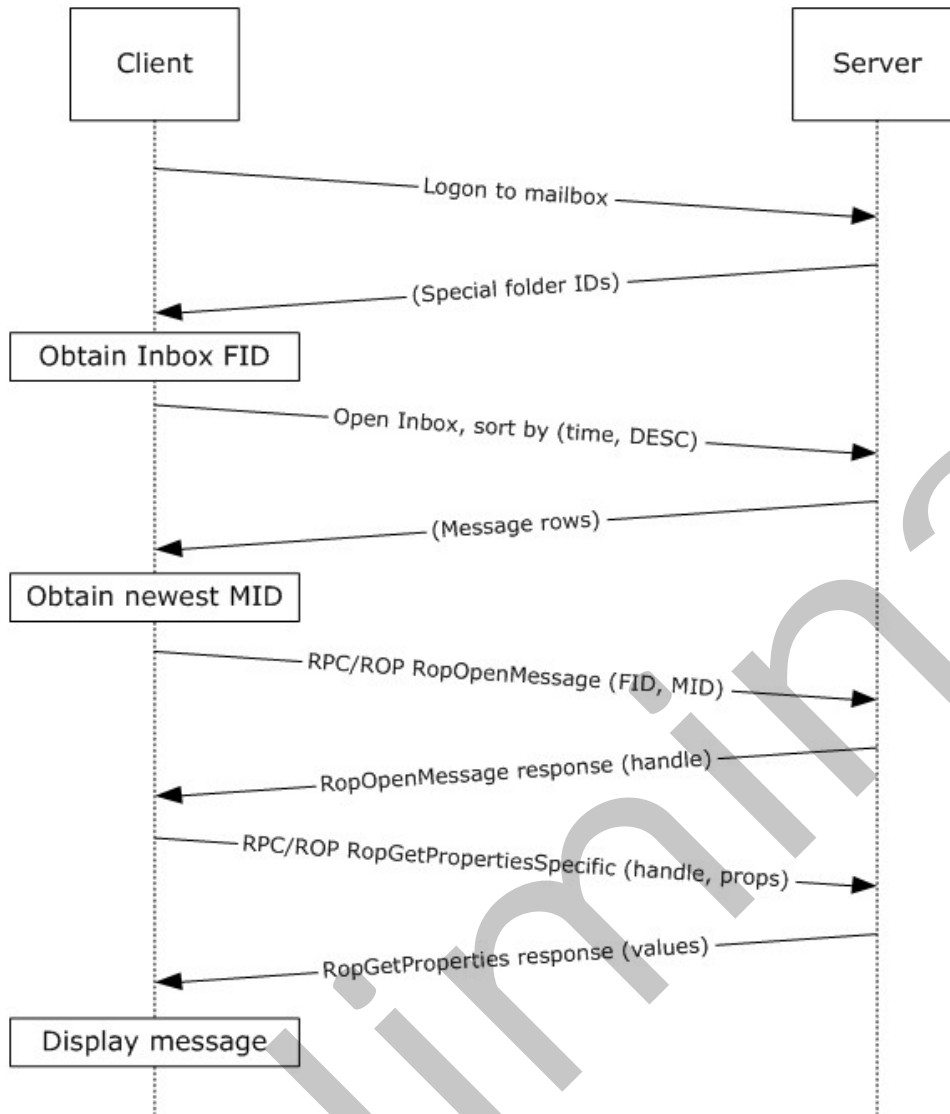 Client
Server
Logon to mailbox
(Special folder IDs)
Obtain Inbox FID
Open Inbox, sort by (time, DESC)
(Message rows)
Obtain newest MID
RPC/ROP RopOpenMessage (FID, MID)
RopOpenMessage response (handle)
RPC/ROP RopGetPropertiesSpecific (handle, props)
RopGetProperties response (values)
Display message